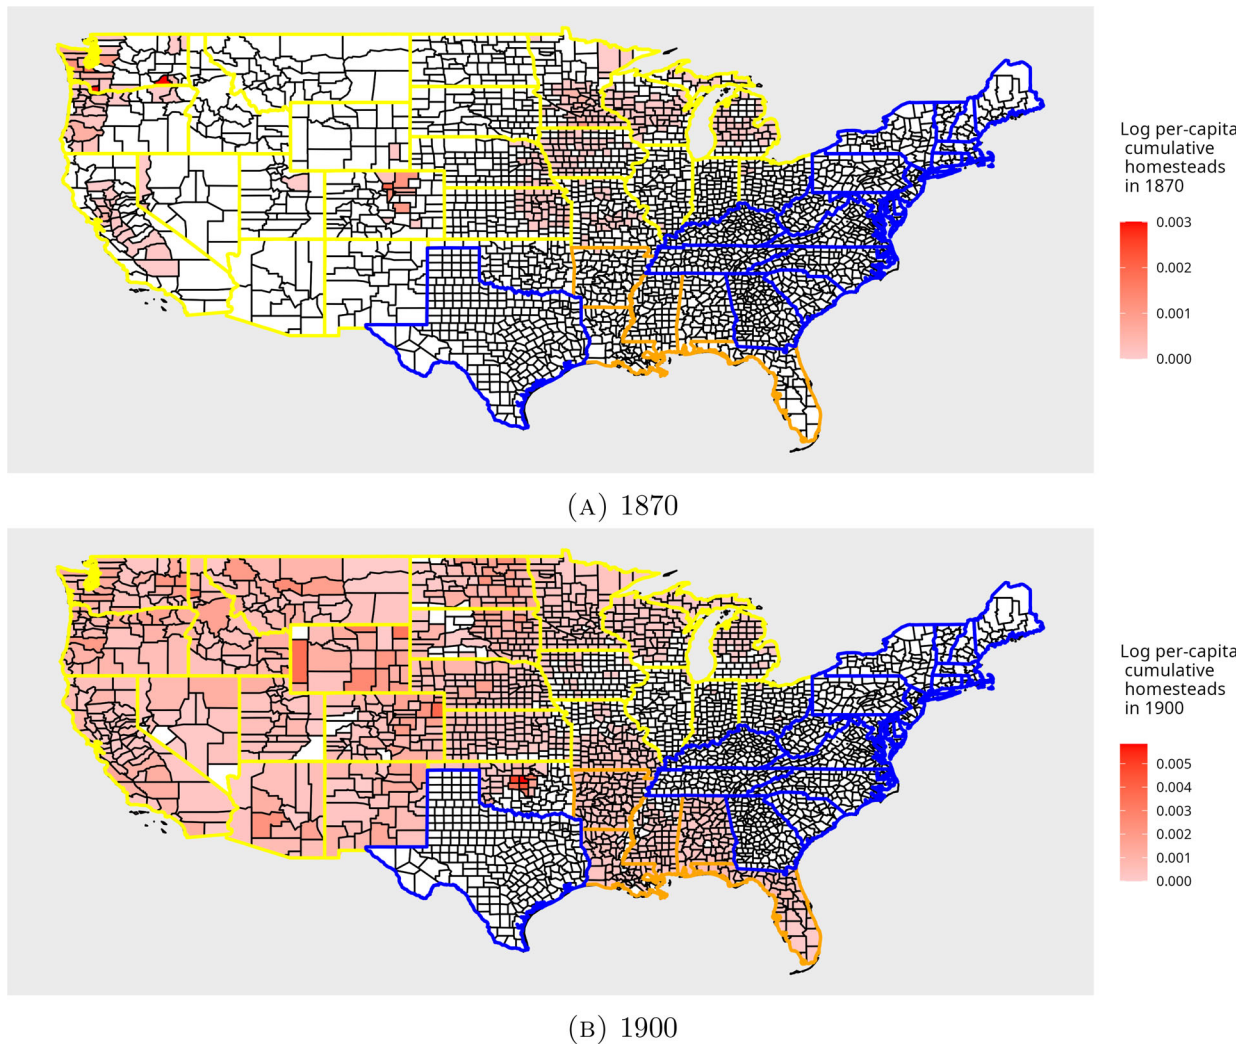 Log per-capita
cumulative
homesteads
in 1870
0.003
0.002
0.001
0.000
(A) 1870
Log per-capita
cumulative
homesteads
in 1900
0.005
0.004
0.003
0.002
0.001
0.000
(B) 1900